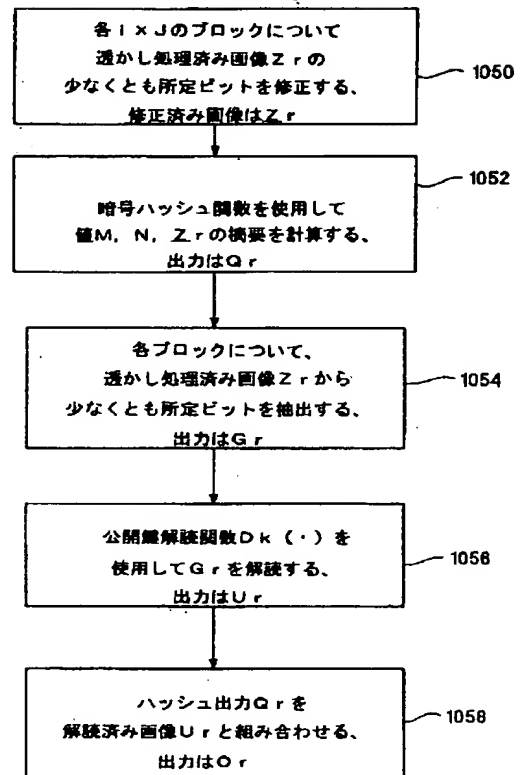 各I×Jのブロックについて
透かし処理済み画像Zrの
少なくとも所定ビットを修正する、
修正済み画像はZr
1050
暗号ハッシュ関数を使用して
値M,N,Zrの摘要を計算する、
出力はQr
1052
各ブロックについて、
透かし処理済み画像Zrから
少なくとも所定ビットを抽出する、
出力はGr
1054
公開鍵解読関数Dk(・)を
使用してGrを解読する、
出力はUr
1056
ハッシュ出力Qrを
解読済み画像Urと組み合わせる、
出力はOr
1058